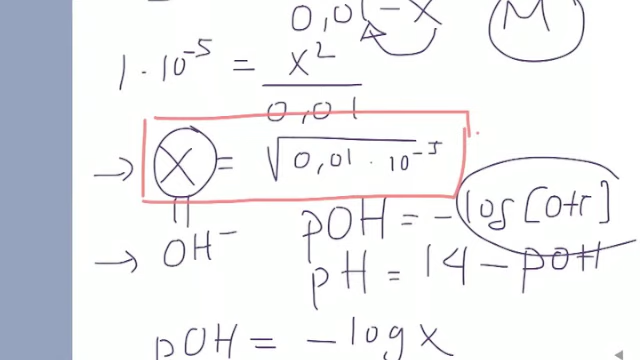 0,01 - x M
1 · 10⁻⁵ = x² / 0,01
→ x = √0,01 · 10⁻⁵
→ OH⁻
pOH = - log [OH⁻]
pH = 14 - pOH
pOH = - log x